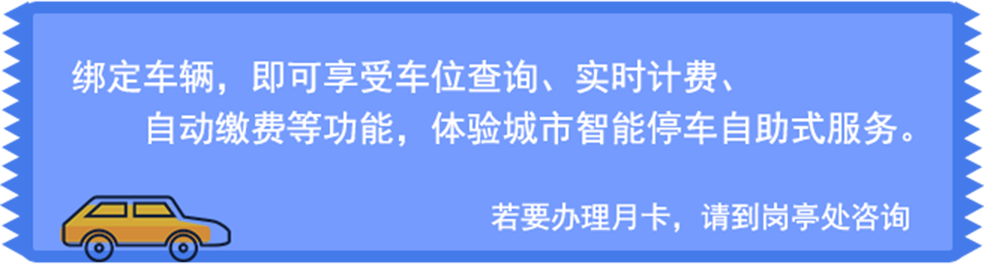 绑定车辆，即可享受车位查询、实时计费、
自动缴费等功能，体验城市智能停车自助式服务。
若要办理月卡，请到岗亭处咨询